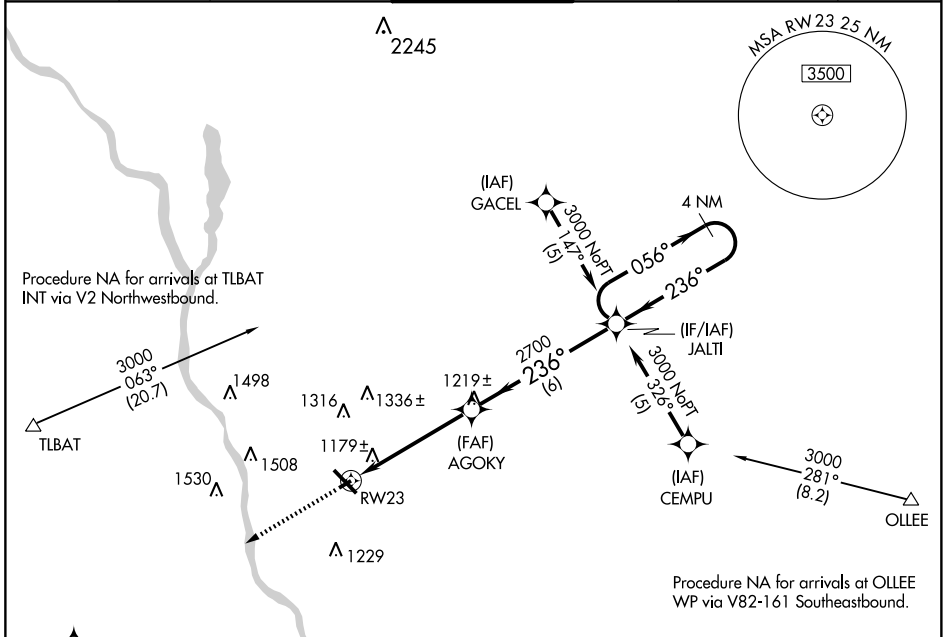 2245
MSA RW23 25 NM
3500
(IAF)
GACEL
3000 NoPT
147°
(5)
4 NM
056°
236°
Procedure NA for arrivals at TLBAT
INT via V2 Northwestbound.
(IF/IAF)
JALTI
3000
063°
(20.7)
2700
236°
(6)
3000 NoPT
326°
(5)
1498
1316
1336±
1219±
TLBAT
(FAF)
AGOKY
1179±
1508
1530
RW23
(IAF)
CEMPU
3000
281°
(8.2)
OLLEE
1229
Procedure NA for arrivals at OLLEE
WP via V82-161 Southeastbound.